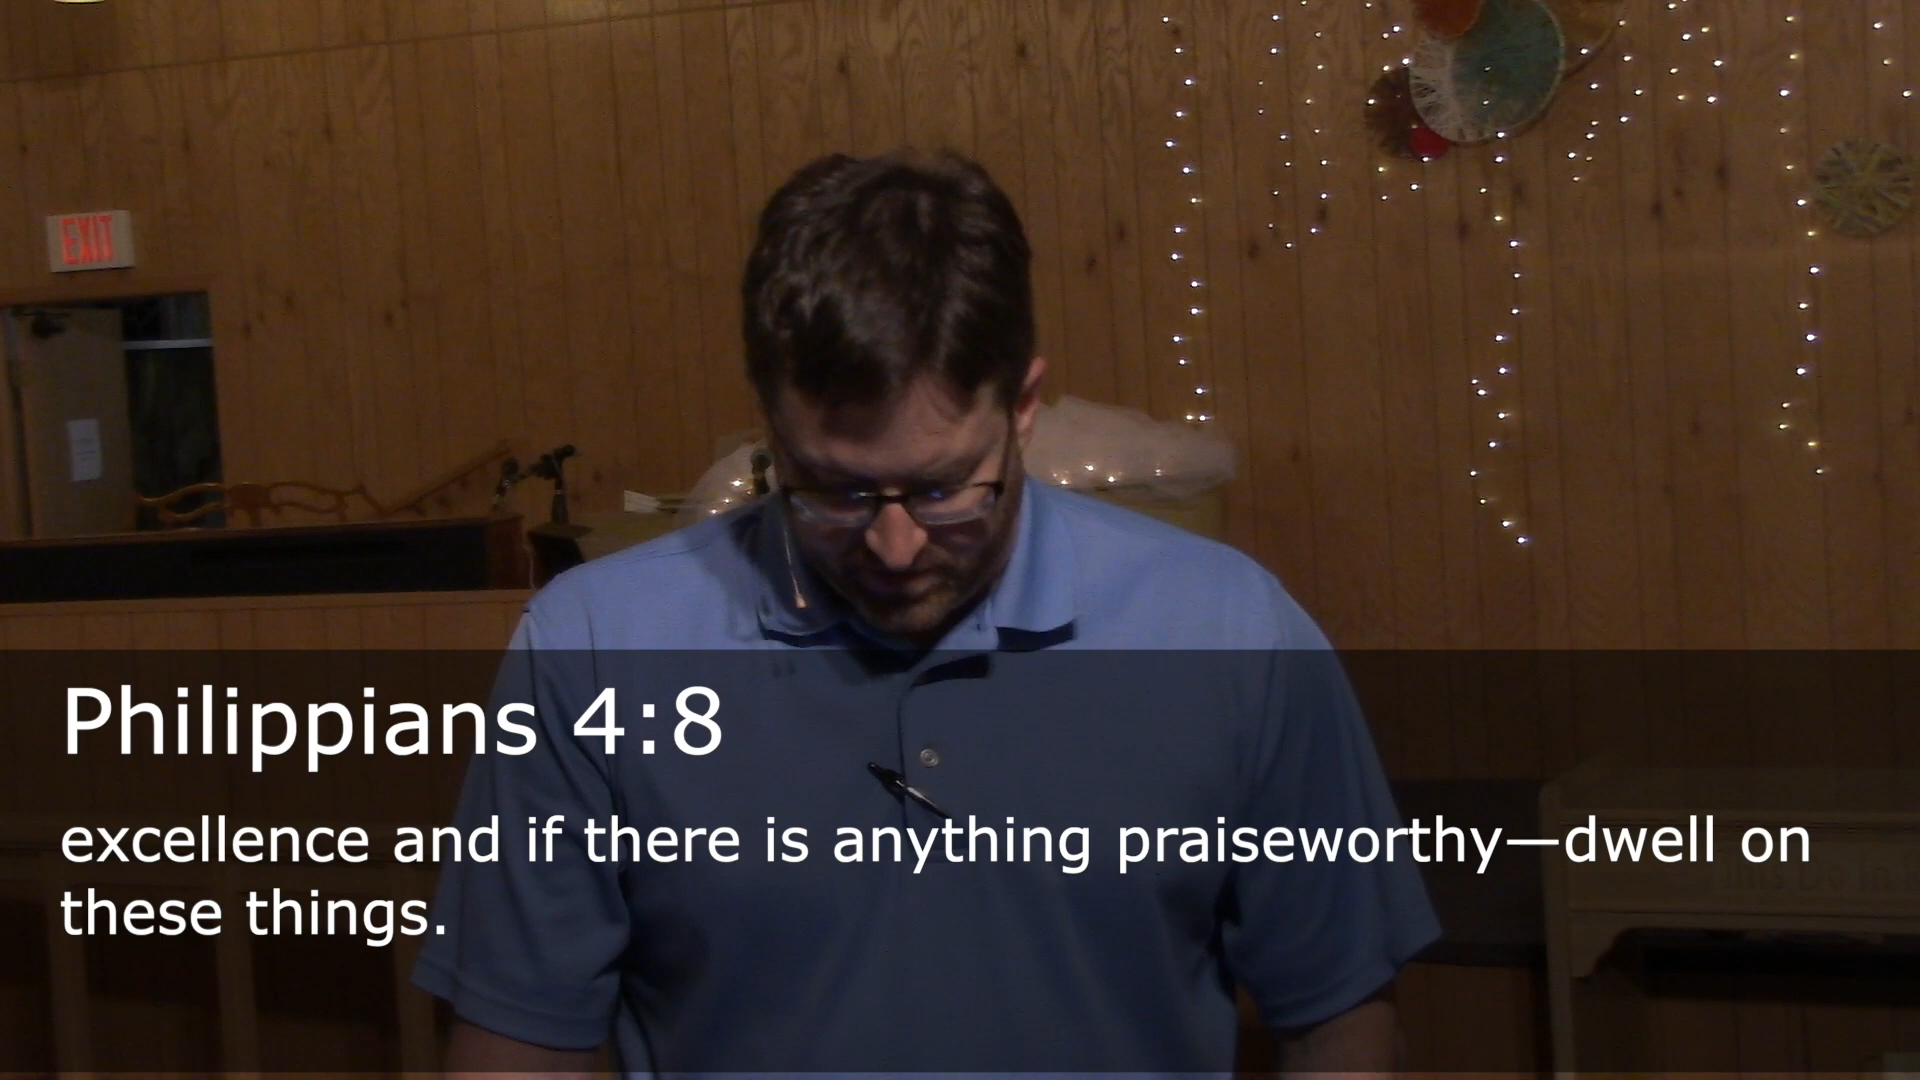 EXIT
Philippians 4:8
excellence and if there is anything praiseworthy—dwell on
these things.